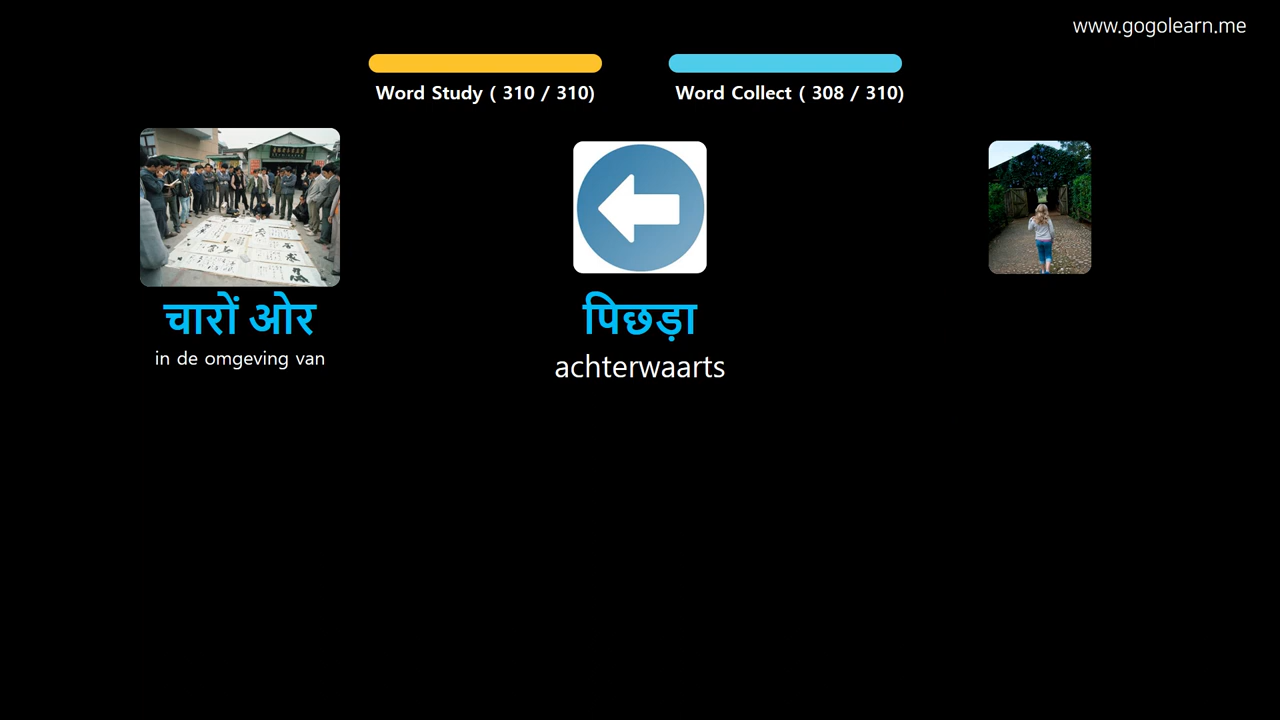 www.gogolearn.me
Word Study ( 310 / 310)
Word Collect ( 308 / 310)
चारों ओर
in de omgeving van
पिछड़ा
achterwaarts